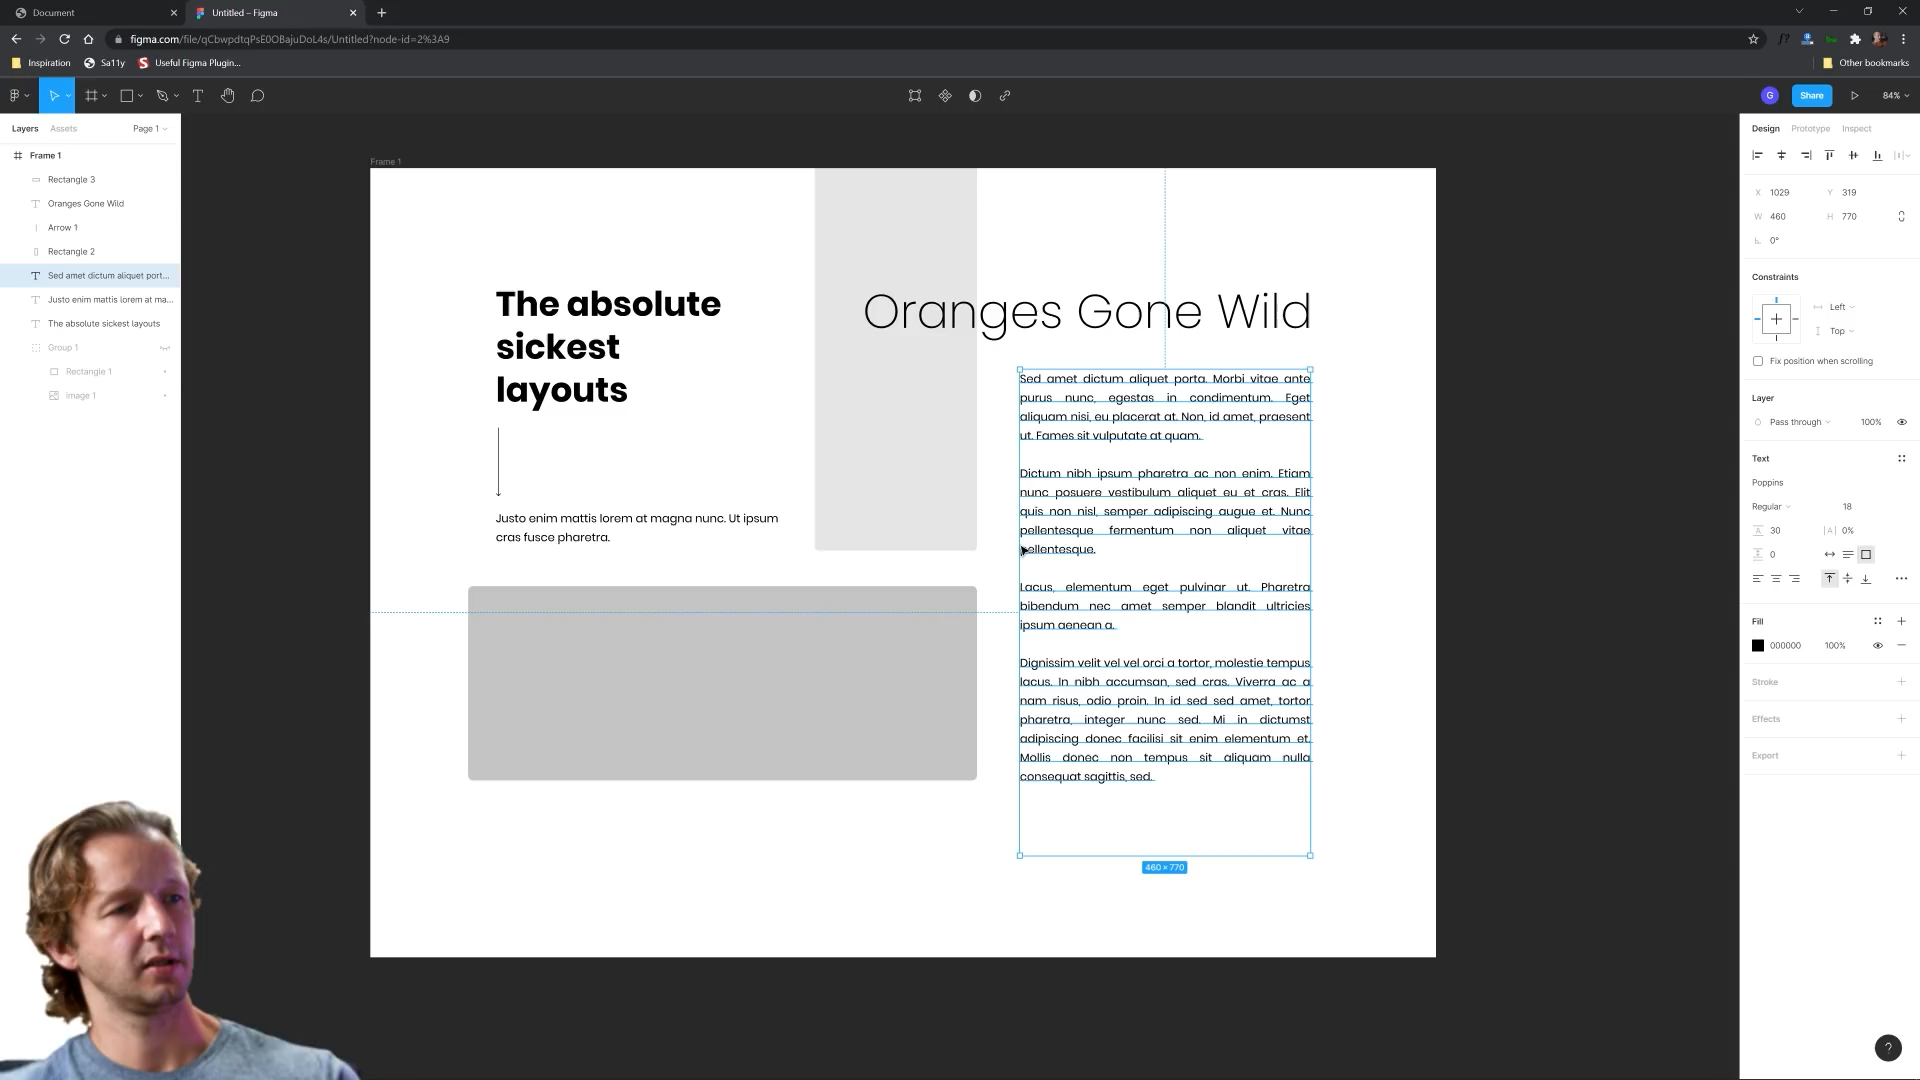 Document
Untitled – Figma
figma.com/file/qCbwpdtqPsE0OBajuDoL4s/Untitled?node-id=2%3A9
Inspiration
Sa11y
Useful Figma Plugin...
Other bookmarks
G
Share
84%
Layers
Assets
Page 1
Frame 1
Rectangle 3
Oranges Gone Wild
Arrow 1
Rectangle 2
Sed amet dictum aliquet port...
Justo enim mattis lorem at ma...
The absolute sickest layouts
Group 1
Rectangle 1
image 1
Frame 1
The absolute
sickest
layouts
Justo enim mattis lorem at magna nunc. Ut ipsum
cras fusce pharetra.
Oranges Gone Wild
Sed amet dictum aliquet porta. Morbi vitae ante
purus nunc, egestas in condimentum. Eget
aliquam nisi, eu placerat at. Non, id amet, praesent
ut. Fames sit vulputate at quam.
Dictum nibh ipsum pharetra ac non enim. Etiam
nunc posuere vestibulum aliquet eu et cras. Elit
quis non nisl, semper adipiscing augue et. Nunc
pellentesque fermentum non aliquet vitae
pellentesque.
Lacus, elementum eget pulvinar ut. Pharetra
bibendum nec amet semper blandit ultricies
ipsum aenean a.
Dignissim velit vel vel orci a tortor, molestie tempus
lacus. In nibh accumsan, sed cras. Viverra ac a
nam risus, odio proin. In id sed sed amet, tortor
pharetra, integer nunc sed. Mi in dictumst
adipiscing donec facilisi sit enim elementum et.
Mollis donec non tempus sit aliquam nulla
consequat sagittis, sed.
460 × 770
Design
Prototype
Inspect
X 1029
Y 319
W 460
H 770
0°
Constraints
Left
Top
Fix position when scrolling
Layer
Pass through
100%
Text
Poppins
Regular
18
30
0%
0
Fill
000000
100%
Stroke
Effects
Export
?